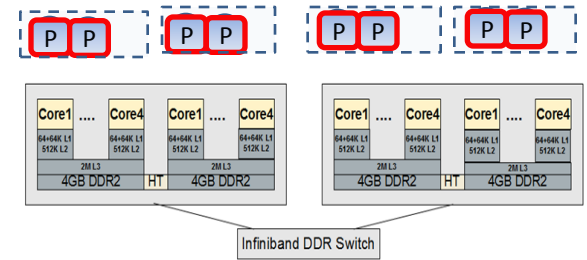 P P P P P P P P
Core1 .... Core4 Core1 .... Core4 Core1 .... Core4 Core1 .... Core4
64+64K L1 64+64K L1 64+64K L1 64+64K L1 64+64K L1 64+64K L1 64+64K L1 64+64K L1
512K L2 512K L2 512K L2 512K L2 512K L2 512K L2 512K L2 512K L2
2M L3 2M L3 2M L3 2M L3
4GB DDR2 HT 4GB DDR2 4GB DDR2 HT 4GB DDR2
Infiniband DDR Switch